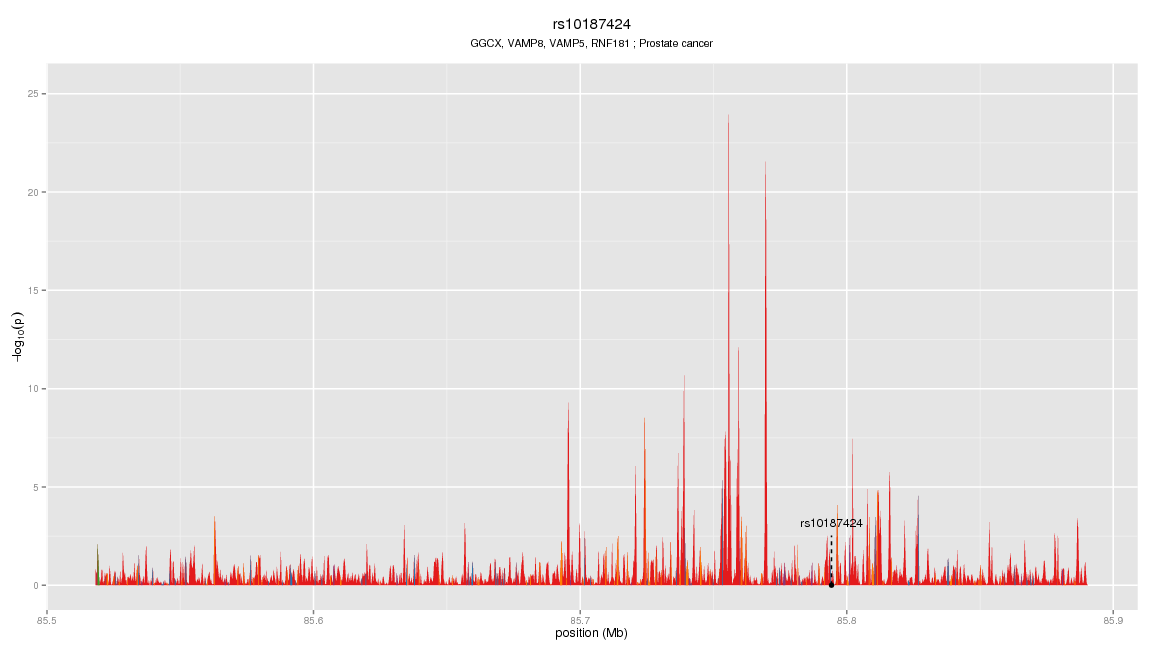 rs10187424
GGCX, VAMP8, VAMP5, RNF181 ; Prostate cancer
25
20
15
10
5
0
−log10(p)
rs10187424
85.5 85.6 85.7 85.8 85.9
position (Mb)